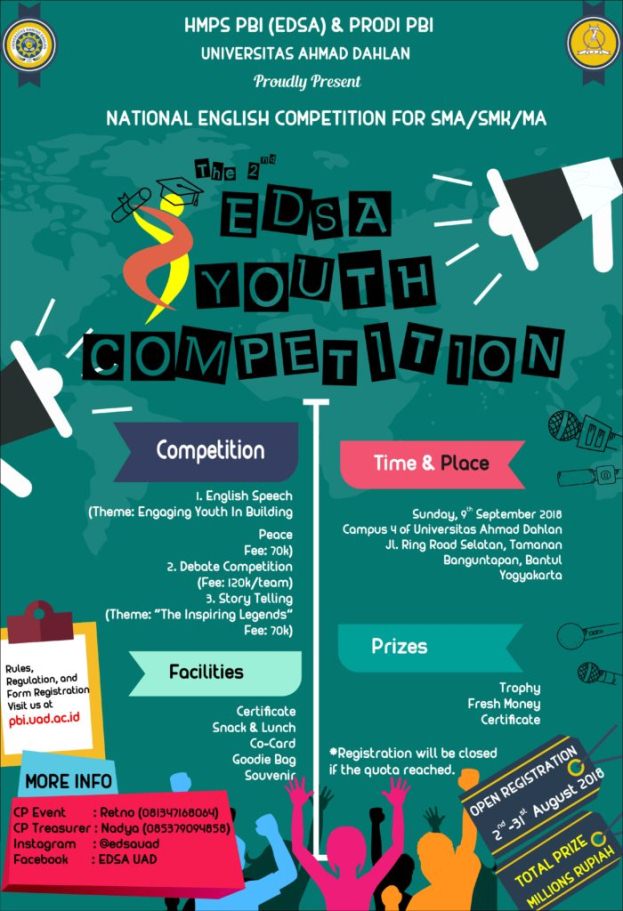 HMPS PBI (EDSA) & PRODI PBI
UNIVERSITAS AHMAD DAHLAN
Proudly Present
NATIONAL ENGLISH COMPETITION FOR SMA/SMK/MA
The 2nd
EDSA
YOUTH
COMPETITION
Competition
1. English Speech
(Theme: Engaging Youth In Building
Peace
Fee: 70k)
2. Debate Competition
(Fee: 120k/team)
3. Story Telling
(Theme: "The Inspiring Legends"
Fee: 70k)
Facilities
Certificate
Snack & Lunch
Co-Card
Goodie Bag
Souvenir
Time & Place
Sunday, 9th September 2018
Campus 4 of Universitas Ahmad Dahlan
Jl. Ring Road Selatan, Tamanan
Banguntapan, Bantul
Yogyakarta
Prizes
Trophy
Fresh Money
Certificate
*Registration will be closed
if the quota reached.
Rules,
Regulation, and
Form Registration
Visit us at
pbi.uad.ac.id
MORE INFO
CP Event : Retno (081347168064)
CP Treasurer : Nadya (085379094858)
Instagram : @edsauad
Facebook : EDSA UAD
OPEN REGISTRATION
2nd -31st August 2018
TOTAL PRIZE
MILLIONS RUPIAH